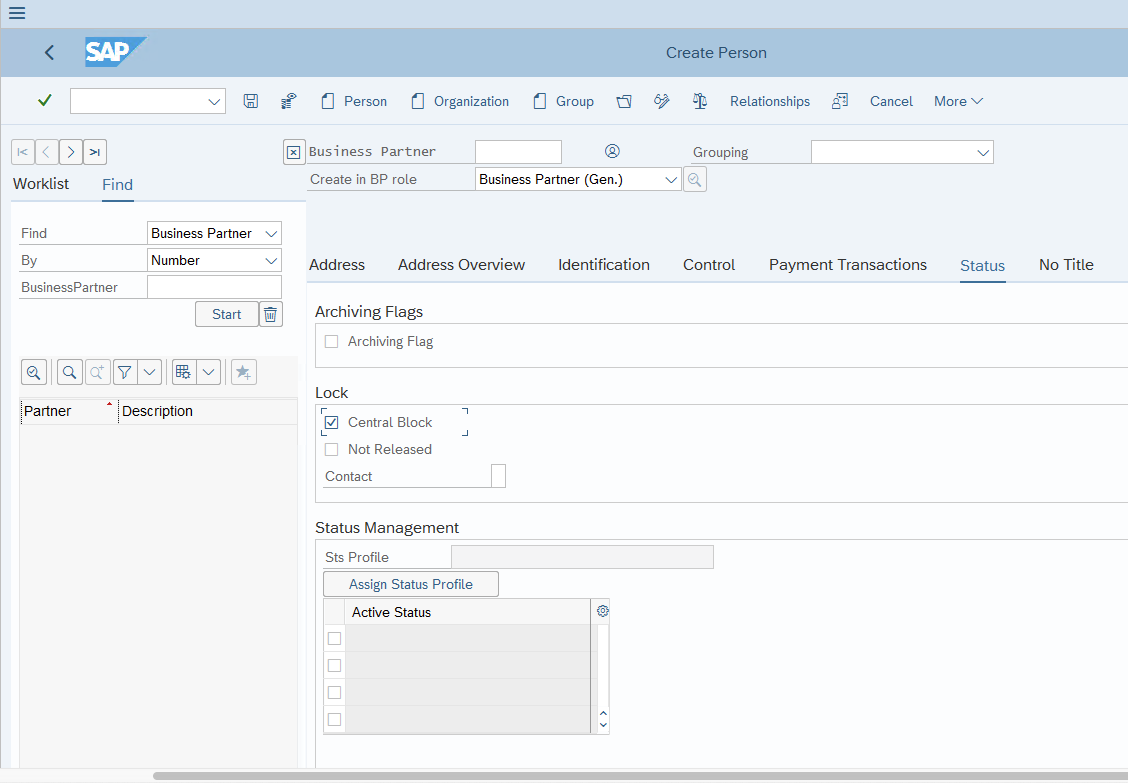 SAP
Create Person
Person Organization Group Relationships Cancel More
Business Partner Grouping
Create in BP role Business Partner (Gen.)
Worklist Find
Find Business Partner
By Number
BusinessPartner
Start
Partner Description
Address Address Overview Identification Control Payment Transactions Status No Title
Archiving Flags
Archiving Flag
Lock
Central Block
Not Released
Contact
Status Management
Sts Profile
Assign Status Profile
Active Status